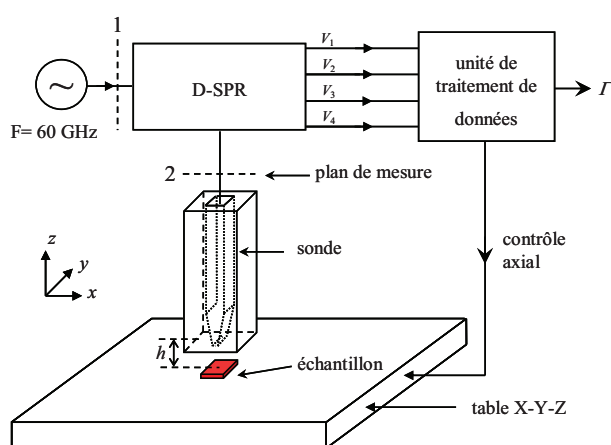 1
F= 60 GHz
D-SPR
V1
V2
V3
V4
unité de
traitement de
données
Γ
2
plan de mesure
sonde
contrôle
axial
z
y
x
h
échantillon
table X-Y-Z